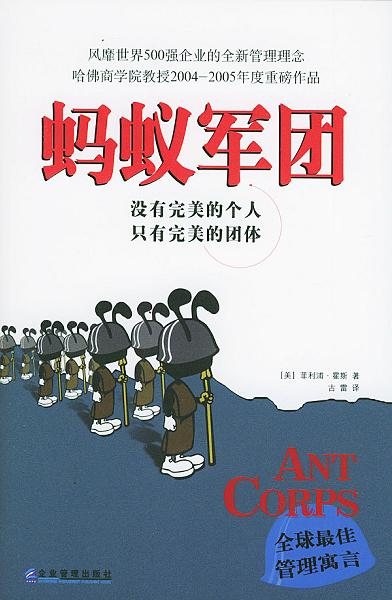 风靡世界500强企业的全新管理理念
哈佛商学院教授2004-2005年度重磅作品
蚂蚁军团
没有完美的个人
只有完美的团体
[美] 菲利浦·霍斯 著
古雷 译
ANT
CORPS
全球最佳
管理寓言
企业管理出版社